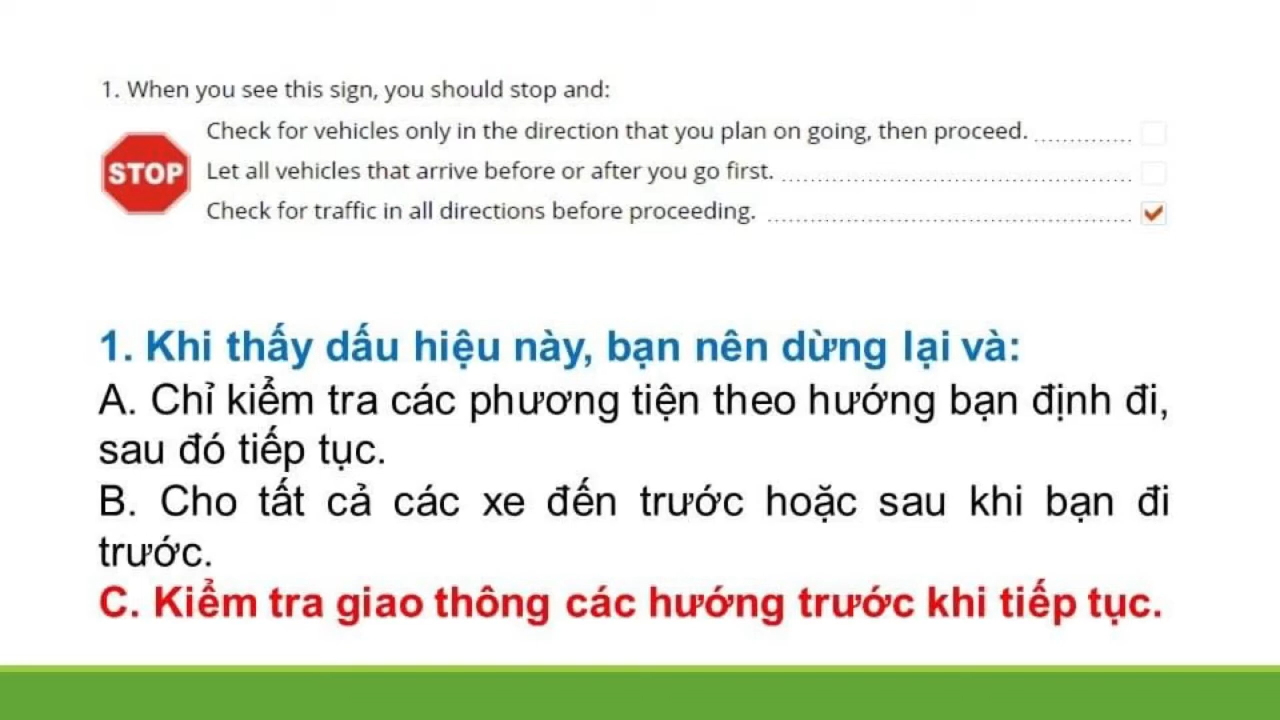 1. When you see this sign, you should stop and:
Check for vehicles only in the direction that you plan on going, then proceed.
STOP
Let all vehicles that arrive before or after you go first.
Check for traffic in all directions before proceeding.
1. Khi thấy dấu hiệu này, bạn nên dừng lại và:
A. Chỉ kiểm tra các phương tiện theo hướng bạn định đi,
sau đó tiếp tục.
B. Cho tất cả các xe đến trước hoặc sau khi bạn đi
trước.
C. Kiểm tra giao thông các hướng trước khi tiếp tục.